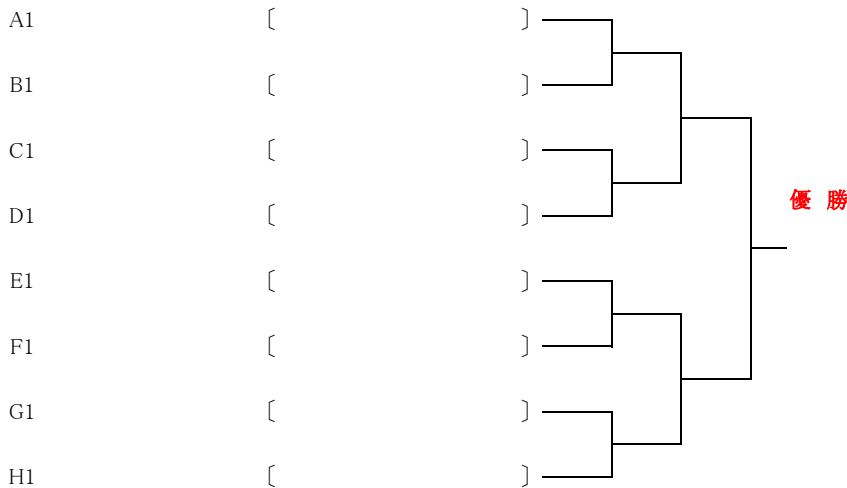 A1 〔 〕
B1 〔 〕
C1 〔 〕
D1 〔 〕
優 勝
E1 〔 〕
F1 〔 〕
G1 〔 〕
H1 〔 〕